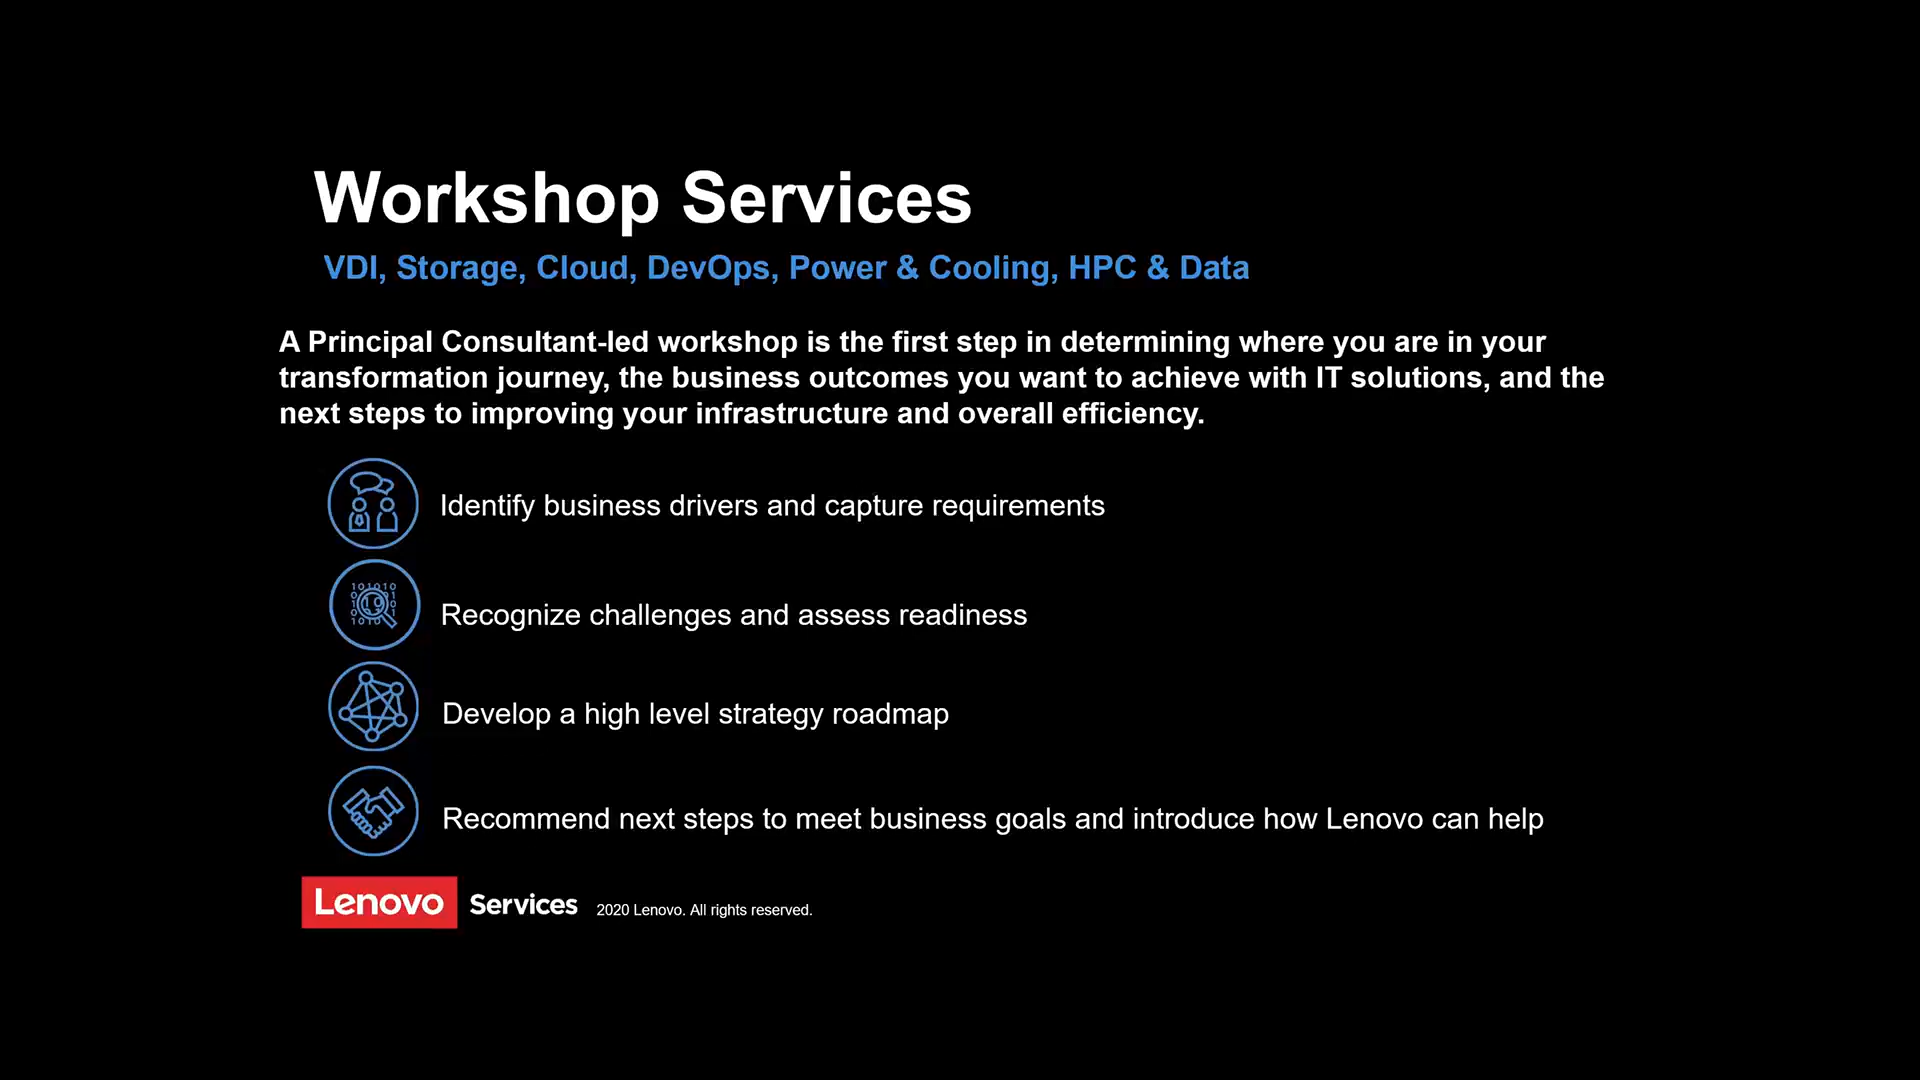 Workshop Services
VDI, Storage, Cloud, DevOps, Power & Cooling, HPC & Data
A Principal Consultant-led workshop is the first step in determining where you are in your
transformation journey, the business outcomes you want to achieve with IT solutions, and the
next steps to improving your infrastructure and overall efficiency.
Identify business drivers and capture requirements
Recognize challenges and assess readiness
Develop a high level strategy roadmap
Recommend next steps to meet business goals and introduce how Lenovo can help
Lenovo Services 2020 Lenovo. All rights reserved.